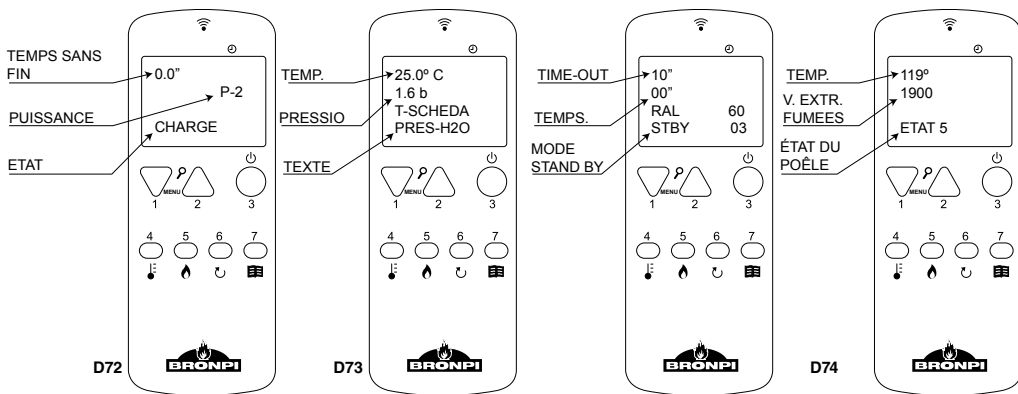 TEMPS SANS
FIN
PUISSANCE
ETAT
0.0"
P-2
CHARGE
MENU
1 2 3
4 5 6 7
BRONPI
D72
TEMP.
PRESSIO
TEXTE
25.0º C
1.6 b
T-SCHEDA
PRES-H2O
MENU
1 2 3
4 5 6 7
BRONPI
D73
TIME-OUT
TEMPS.
MODE
STAND BY
10"
00"
RAL 60
STBY 03
MENU
1 2 3
4 5 6 7
BRONPI
TEMP.
V. EXTR.
FUMEES
ÉTAT DU
POÊLE
119º
1900
ETAT 5
MENU
1 2 3
4 5 6 7
BRONPI
D74